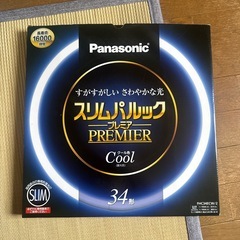 長寿命
16000
Panasonic
すがすがしい さわやかな光
スリムパルック
プレミア
PREMIER
クール色
Cool
SLIM
34形